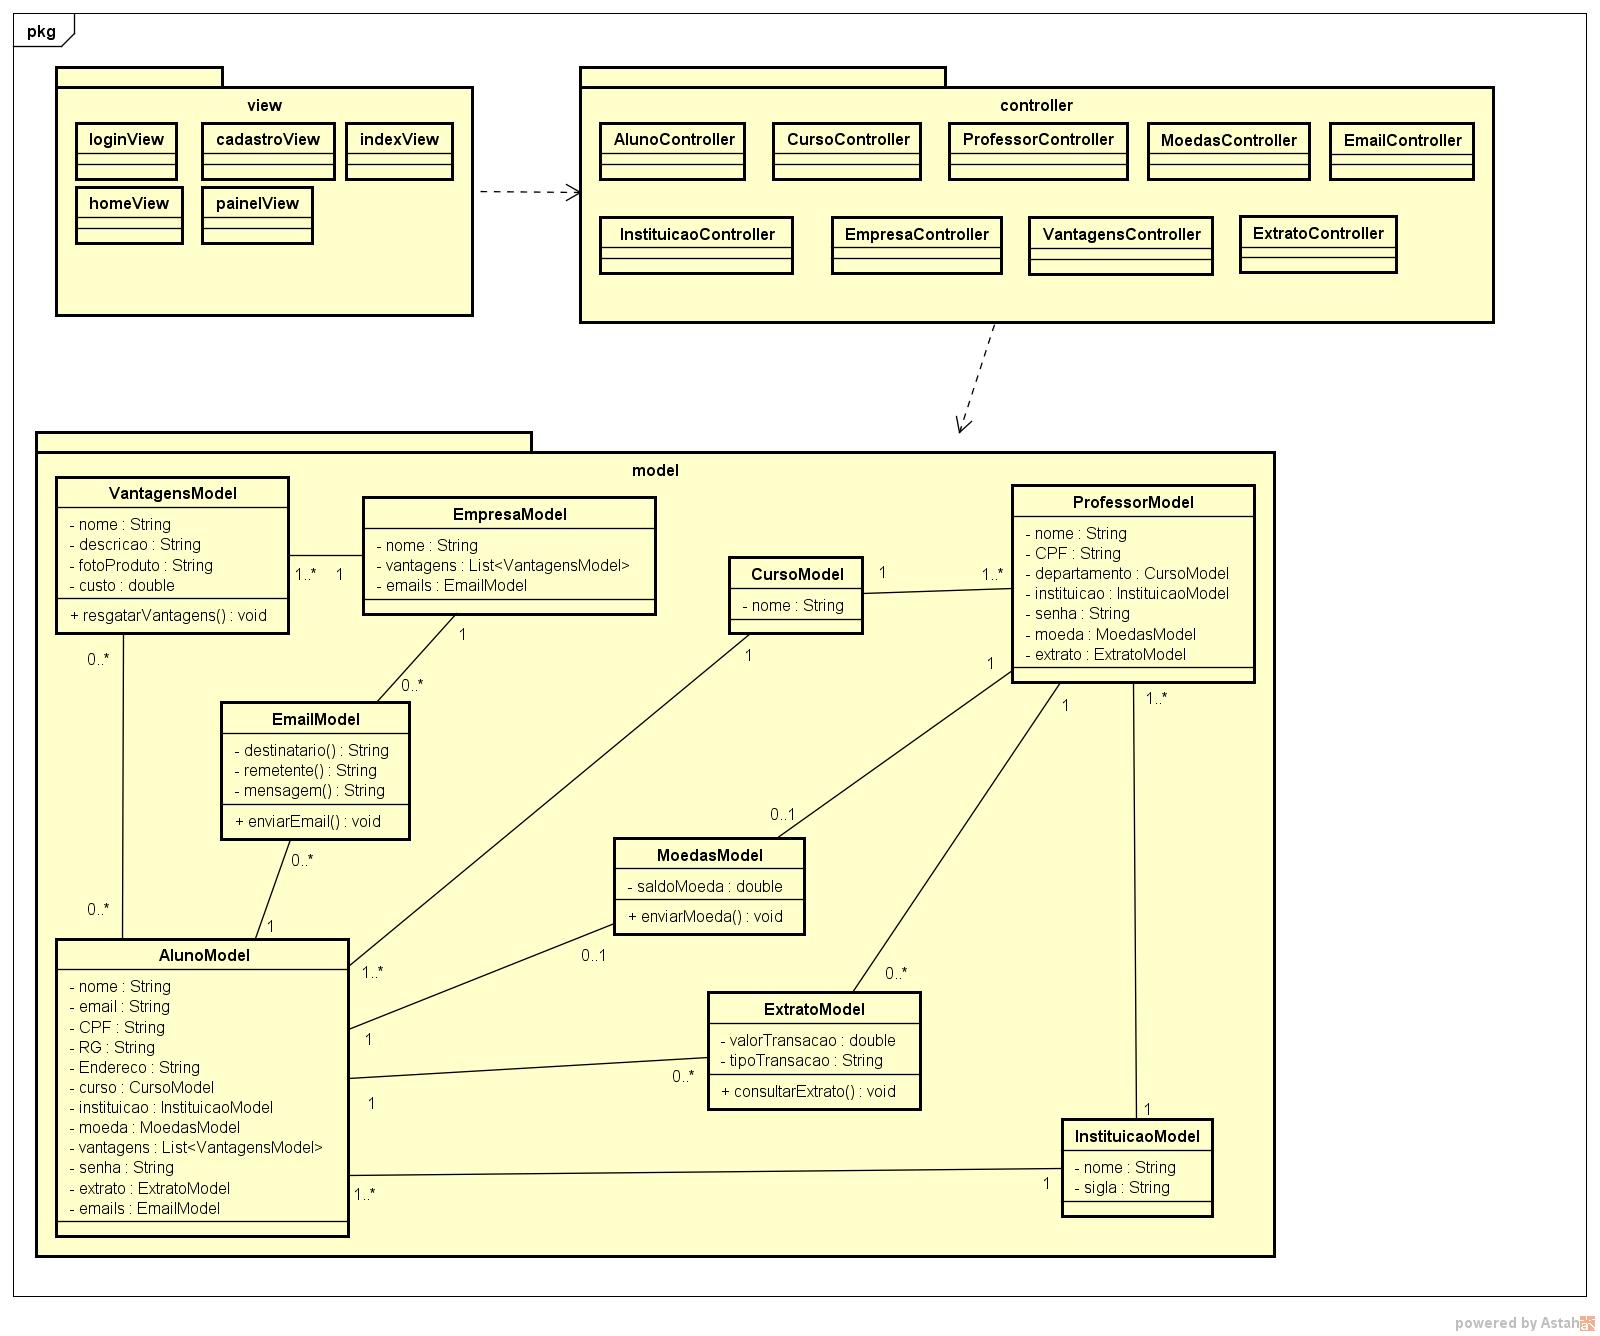 pkg
view
loginView
cadastroView
indexView
homeView
painelView
controller
AlunoController
CursoController
ProfessorController
MoedasController
EmailController
InstituicaoController
EmpresaController
VantagensController
ExtratoController
model
VantagensModel
- nome : String
- descricao : String
- fotoProduto : String
- custo : double
+ resgatarVantagens() : void
1..*
1
EmpresaModel
- nome : String
- vantagens : List<VantagensModel>
- emails : EmailModel
CursoModel
- nome : String
1
1..*
ProfessorModel
- nome : String
- CPF : String
- departamento : CursoModel
- instituicao : InstituicaoModel
- senha : String
- moeda : MoedasModel
- extrato : ExtratoModel
0..*
1
0..*
1
1
1
1..*
EmailModel
- destinatario() : String
- remetente() : String
- mensagem() : String
+ enviarEmail() : void
0..*
0..*
1
0..1
MoedasModel
- saldoMoeda : double
+ enviarMoeda() : void
0..1
1..*
1
0..*
AlunoModel
- nome : String
- email : String
- CPF : String
- RG : String
- Endereco : String
- curso : CursoModel
- instituicao : InstituicaoModel
- moeda : MoedasModel
- vantagens : List<VantagensModel>
- senha : String
- extrato : ExtratoModel
- emails : EmailModel
ExtratoModel
- valorTransacao : double
- tipoTransacao : String
+ consultarExtrato() : void
0..*
1
1
InstituicaoModel
- nome : String
- sigla : String
1..*
1
powered by Astah